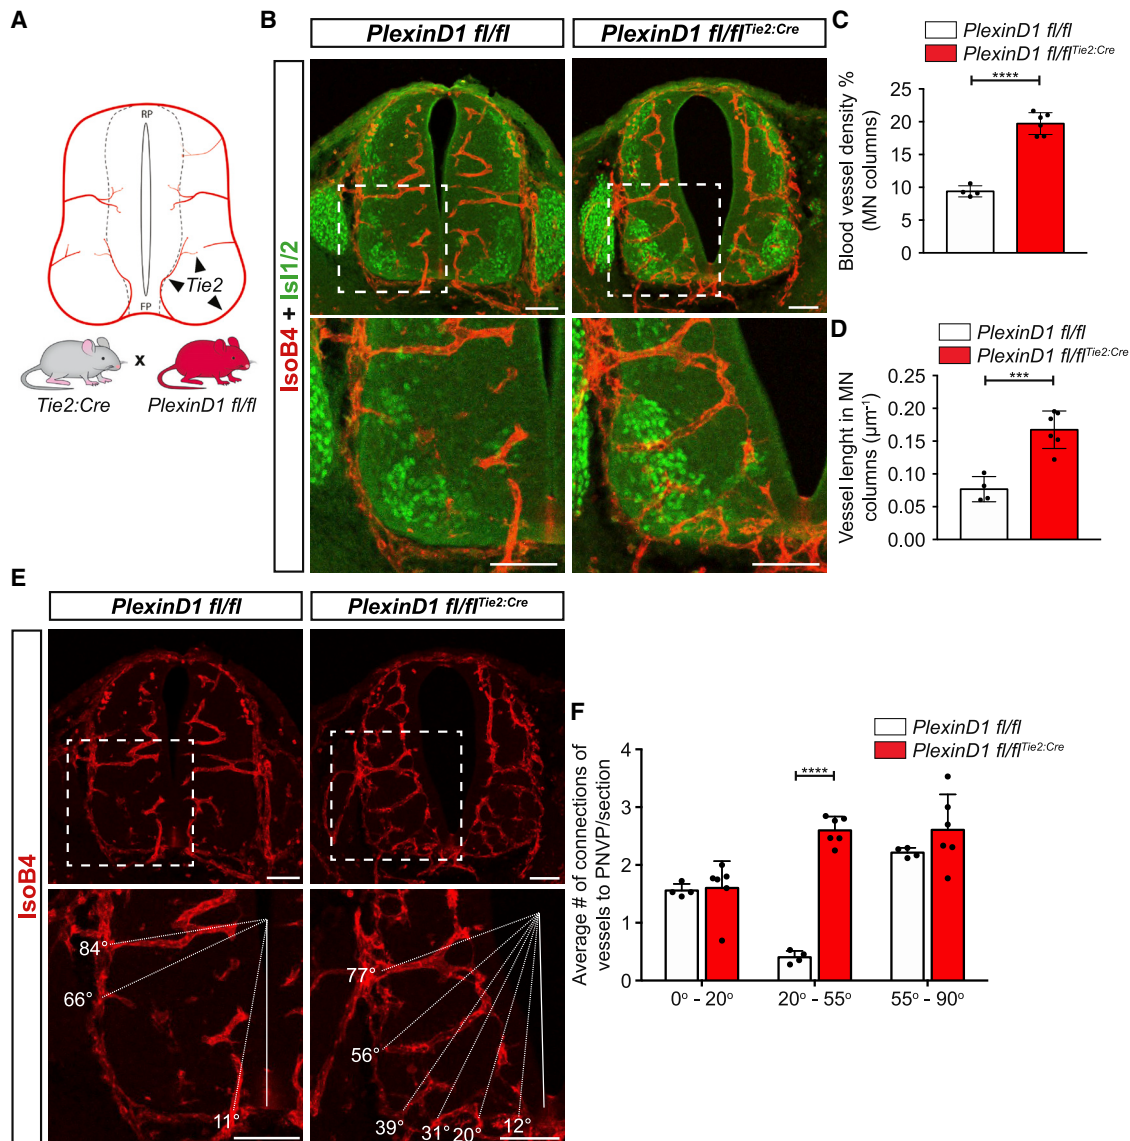 A
RP
Tie2
FP
x
Tie2:Cre
PlexinD1 fl/fl
B
PlexinD1 fl/fl
PlexinD1 fl/fl^Tie2:Cre
IsoB4 + Isl1/2
C
PlexinD1 fl/fl
PlexinD1 fl/fl^Tie2:Cre
Blood vessel density %
(MN columns)
****
25
20
15
10
5
0
D
PlexinD1 fl/fl
PlexinD1 fl/fl^Tie2:Cre
Vessel lenght in MN
columns (µm⁻¹)
***
0.25
0.20
0.15
0.10
0.05
0.00
E
PlexinD1 fl/fl
PlexinD1 fl/fl^Tie2:Cre
IsoB4
84°
66°
11°
77°
56°
39°
31°
20°
12°
F
PlexinD1 fl/fl
PlexinD1 fl/fl^Tie2:Cre
Average # of connections of
vessels to PNVP/section
****
4
3
2
1
0
0° - 20°
20° - 55°
55° - 90°